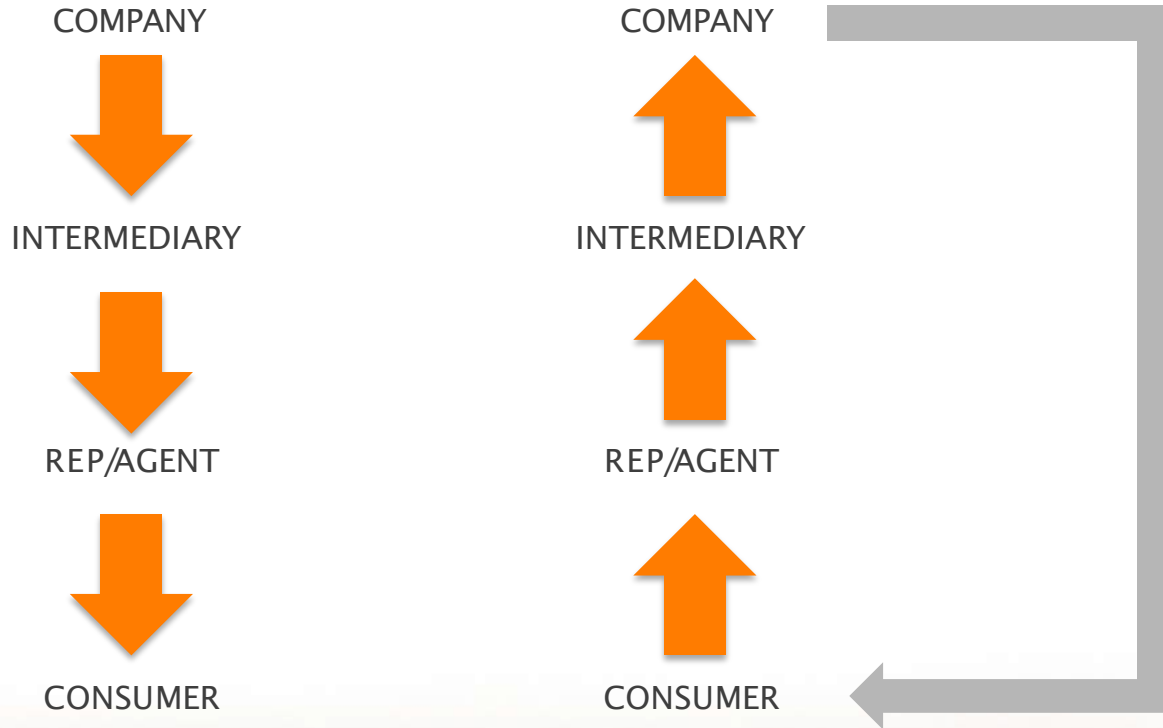 COMPANY
INTERMEDIARY
REP/AGENT
CONSUMER
COMPANY
INTERMEDIARY
REP/AGENT
CONSUMER